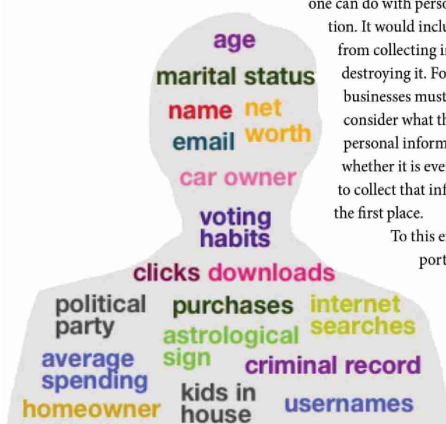 one can do with perso
tion. It would inclu
from collecting i
destroying it. Fo
businesses must
consider what th
personal inform
whether it is eve
to collect that inf
the first place.
To this e
port
age
marital status
name net
worth
email
car owner
voting
habits
clicks downloads
political
party
purchases
internet
searches
astrological
sign
average
spending
criminal record
kids in
house
homeowner
usernames